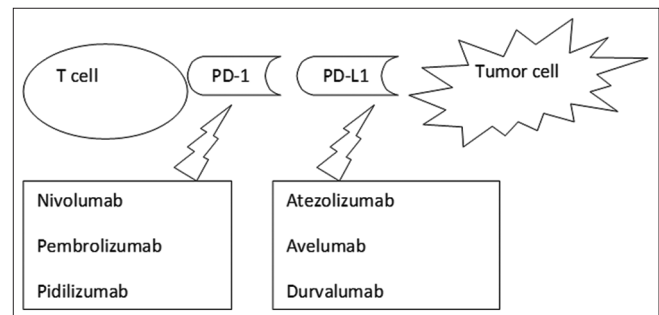 T cell
PD-1
PD-L1
Tumor cell
Nivolumab
Pembrolizumab
Pidilizumab
Atezolizumab
Avelumab
Durvalumab